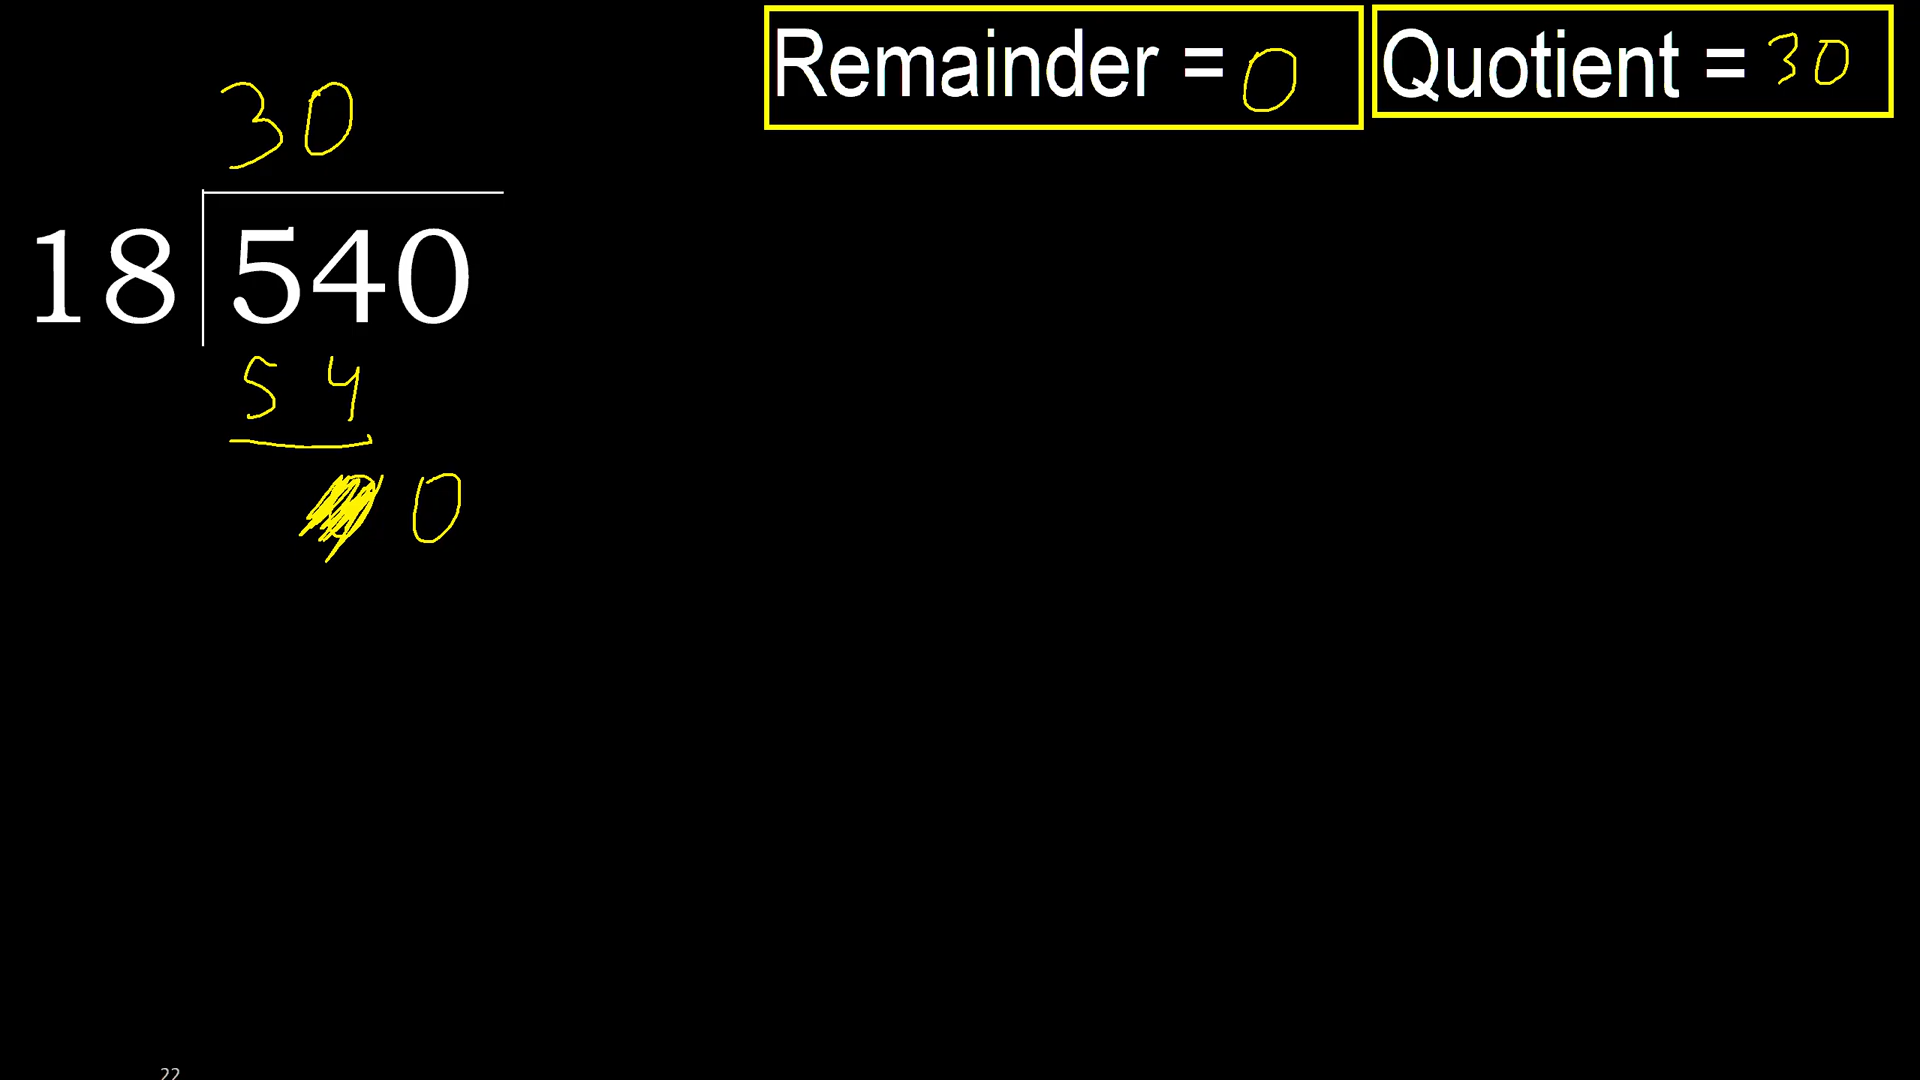 Remainder = 0
Quotient = 30
30
18 540
54
0
22